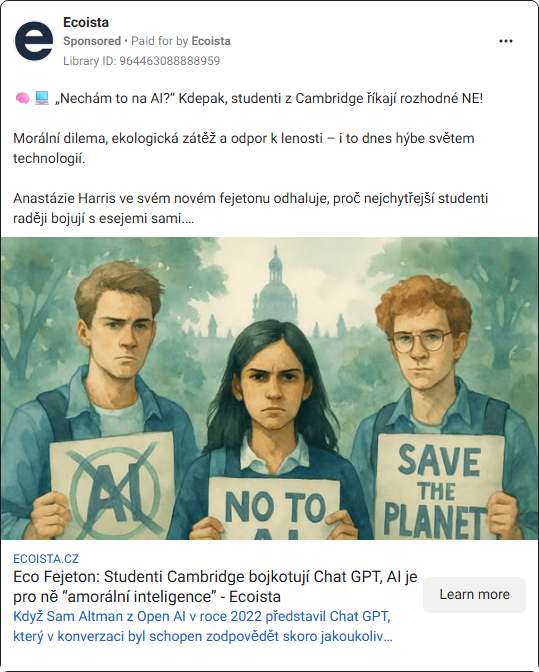 Ecoista
Sponsored • Paid for by Ecoista
Library ID: 964463088888959
🧠 💻 „Nechám to na AI?“ Kdepak, studenti z Cambridge říkají rozhodné NE!
Morální dilema, ekologická zátěž a odpor k lenosti – i to dnes hýbe světem
technologií.
Anastázie Harris ve svém novém fejetonu odhaluje, proč nejchytřejší studenti
raději bojují s esejemi sami....
AI
NO TO
AI
SAVE
THE
PLANET
ECOISTA.CZ
Eco Fejeton: Studenti Cambridge bojkotují Chat GPT, AI je
pro ně “amorální inteligence” - Ecoista
Když Sam Altman z Open AI v roce 2022 představil Chat GPT,
který v konverzaci byl schopen zodpovědět skoro jakoukoliv...
Learn more